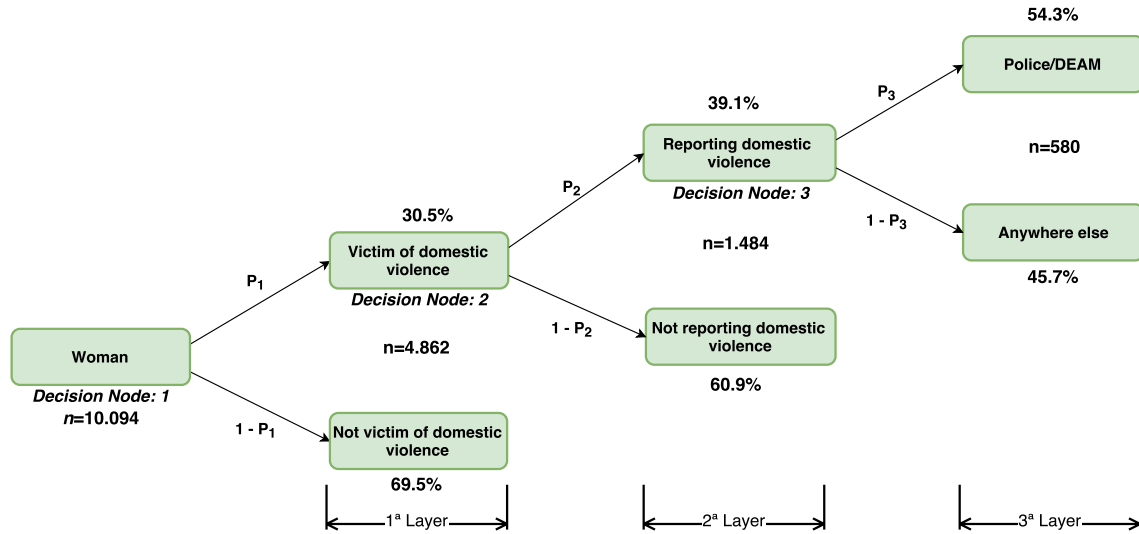 54.3%
Police/DEAM
P3
39.1%
Reporting domestic
violence
n=580
Decision Node: 3
P2
1 - P3
30.5%
Anywhere else
Victim of domestic
violence
n=1.484
45.7%
Decision Node: 2
P1
1 - P2
Not reporting domestic
violence
n=4.862
Woman
60.9%
Decision Node: 1
n=10.094
1 - P1
Not victim of domestic
violence
69.5%
1ª Layer
2ª Layer
3ª Layer